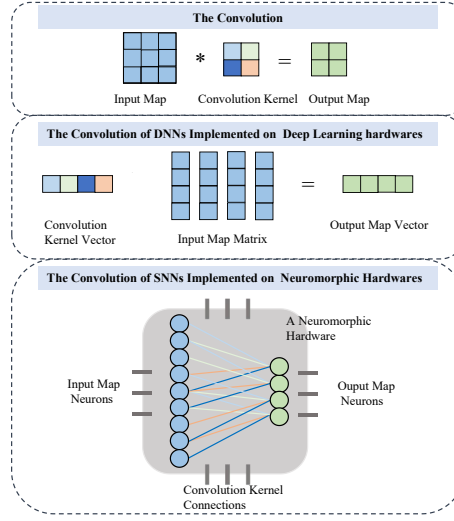 The Convolution
*
=
Input Map
Convolution Kernel
Output Map
The Convolution of DNNs Implemented on Deep Learning hardwares
=
Convolution
Kernel Vector
Input Map Matrix
Output Map Vector
The Convolution of SNNs Implemented on Neuromorphic Hardwares
A Neuromorphic
Hardware
Input Map
Neurons
Ouput Map
Neurons
Convolution Kernel
Connections